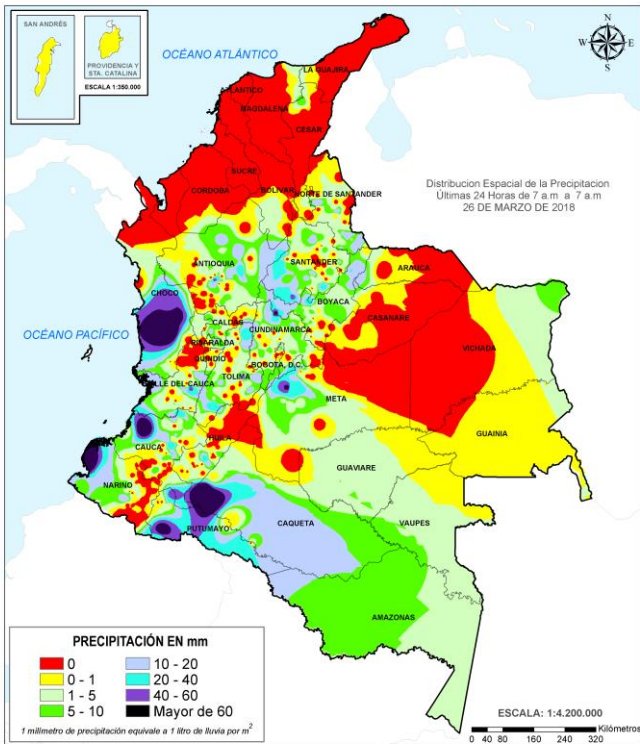 SAN ANDRÉS
PROVIDENCIA Y
STA. CATALINA
ESCALA 1:350.000
OCÉANO ATLÁNTICO
N
W E
S
LA GUAJIRA
ATLANTICO
MAGDALENA
CESAR
SUCRE
CORDOBA
BOLIVAR
NORTE DE SANTANDER
Distribucion Espacial de la Precipitacion
Últimas 24 Horas de 7 a.m a 7 a.m
26 DE MARZO DE 2018
ANTIOQUIA
SANTANDER
ARAUCA
CHOCO
BOYACA
OCÉANO PACÍFICO
CALDAS
CUNDINAMARCA
CASANARE
RISARALDA
VICHADA
QUINDIO
BOGOTA, D.C.
TOLIMA
VALLE DEL CAUCA
META
HUILA
GUAINIA
CAUCA
GUAVIARE
NARIÑO
PUTUMAYO
CAQUETA
VAUPES
AMAZONAS
PRECIPITACIÓN EN mm
0 10 - 20
0 - 1 20 - 40
1 - 5 40 - 60
5 - 10 Mayor de 60
1 milimetro de precipitación equivale a 1 litro de lluvia por m2
ESCALA: 1:4.200.000
Kilómetros
0 40 80 160 240 320